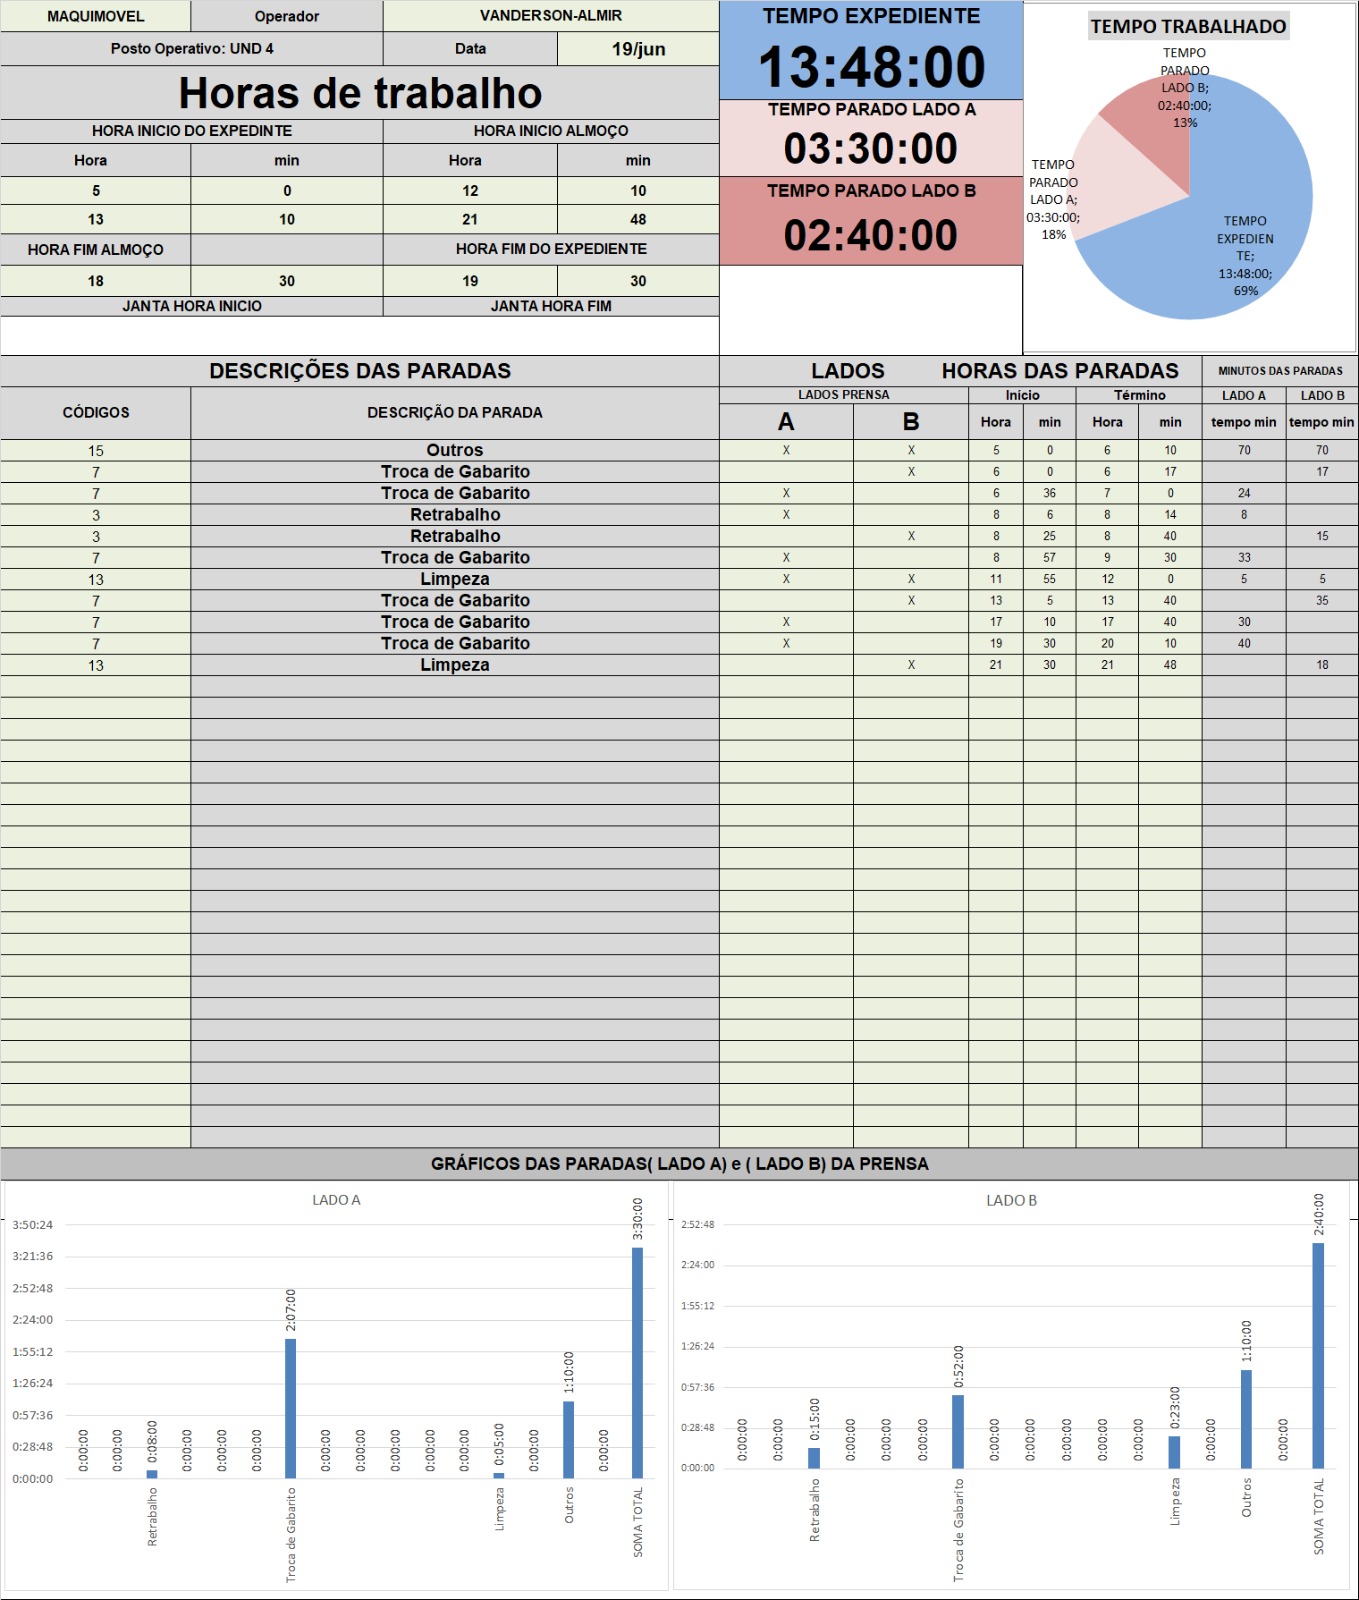 MAQUIMOVEL Operador VANDERSON-ALMIR
Posto Operativo: UND 4 Data 19/jun
Horas de trabalho
HORA INICIO DO EXPEDINTE HORA INICIO ALMOÇO
Hora min Hora min
5 0 12 10
13 10 21 48
HORA FIM ALMOÇO HORA FIM DO EXPEDIENTE
18 30 19 30
JANTA HORA INICIO JANTA HORA FIM
TEMPO EXPEDIENTE
13:48:00
TEMPO PARADO LADO A
03:30:00
TEMPO PARADO LADO B
02:40:00
TEMPO TRABALHADO
TEMPO
PARADO
LADO B;
02:40:00;
13%
TEMPO
PARADO
LADO A;
03:30:00;
18%
TEMPO
EXPEDIEN
TE;
13:48:00;
69%
DESCRIÇÕES DAS PARADAS LADOS HORAS DAS PARADAS MINUTOS DAS PARADAS
CÓDIGOS DESCRIÇÃO DA PARADA LADOS PRENSA Início Término LADO A LADO B
A B Hora min Hora min tempo min tempo min
15 Outros X X 5 0 6 10 70 70
7 Troca de Gabarito X 6 0 6 17 17
7 Troca de Gabarito X 6 36 7 0 24
3 Retrabalho X 8 6 8 14 8
3 Retrabalho X 8 25 8 40 15
7 Troca de Gabarito X 8 57 9 30 33
13 Limpeza X X 11 55 12 0 5 5
7 Troca de Gabarito X 13 5 13 40 35
7 Troca de Gabarito X 17 10 17 40 30
7 Troca de Gabarito X 19 30 20 10 40
13 Limpeza X 21 30 21 48 18
GRÁFICOS DAS PARADAS( LADO A) e ( LADO B) DA PRENSA
LADO A
3:50:24
3:21:36
2:52:48
2:24:00
1:55:12
1:26:24
0:57:36
0:28:48
0:00:00
0:00:00 0:00:00 0:08:00 0:00:00 0:00:00 0:00:00 2:07:00 0:00:00 0:00:00 0:00:00 0:00:00 0:00:00 0:05:00 0:00:00 1:10:00 0:00:00 3:30:00
Retrabalho Troca de Gabarito Limpeza Outros SOMA TOTAL
LADO B
2:52:48
2:24:00
1:55:12
1:26:24
0:57:36
0:28:48
0:00:00
0:00:00 0:00:00 0:15:00 0:00:00 0:00:00 0:00:00 0:52:00 0:00:00 0:00:00 0:00:00 0:00:00 0:00:00 0:23:00 0:00:00 1:10:00 0:00:00 2:40:00
Retrabalho Troca de Gabarito Limpeza Outros SOMA TOTAL